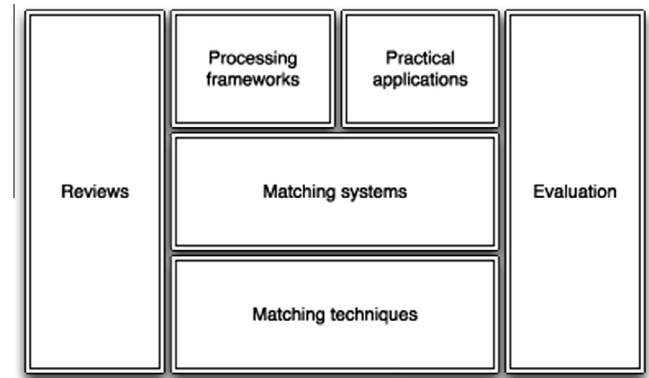 Processing
frameworks
Practical
applications
Reviews
Matching systems
Evaluation
Matching techniques